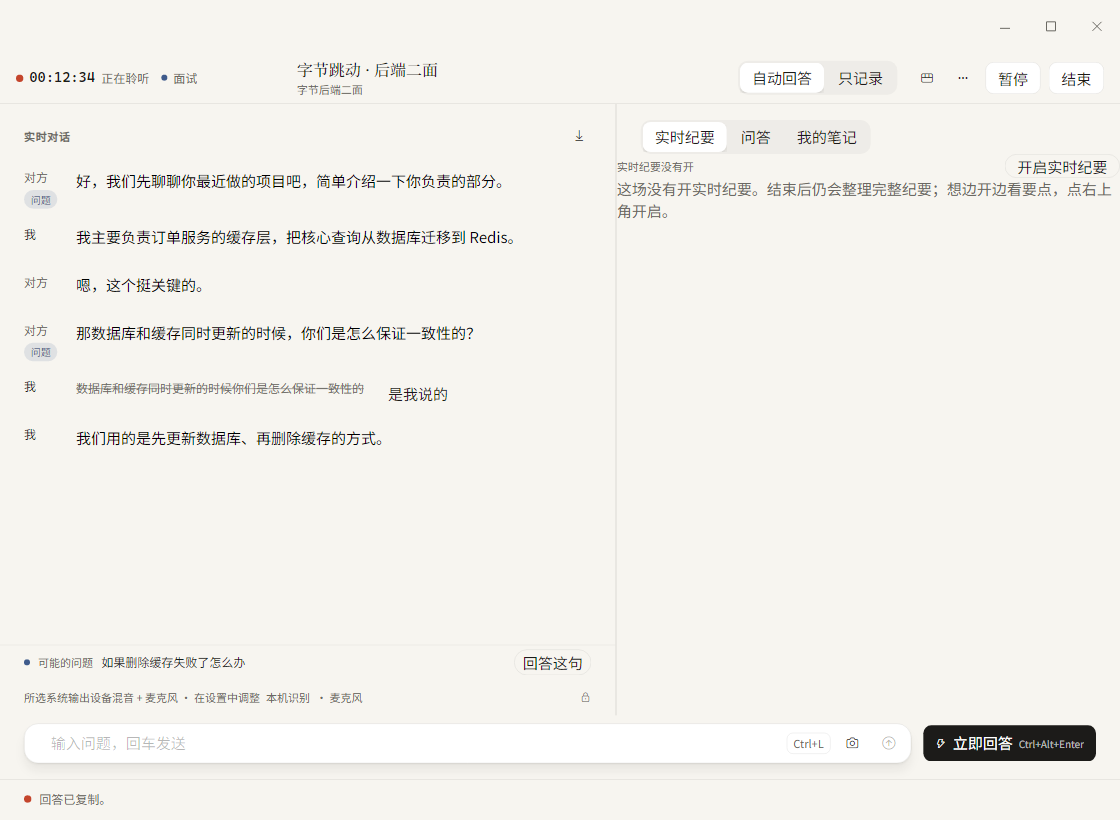 00:12:34 正在聆听 面试
字节跳动 · 后端二面
字节后端二面
自动回答 只记录 ... 暂停 结束
实时对话
对方 好，我们先聊聊你最近做的项目吧，简单介绍一下你负责的部分。
问题
我 我主要负责订单服务的缓存层，把核心查询从数据库迁移到 Redis。
对方 嗯，这个挺关键的。
对方 那数据库和缓存同时更新的时候，你们是怎么保证一致性的？
问题
我 数据库和缓存同时更新的时候你们是怎么保证一致性的 是我说的
我 我们用的是先更新数据库、再删除缓存的方式。
可能的问题 如果删除缓存失败了怎么办 回答这句
所选系统输出设备混音 + 麦克风 · 在设置中调整 本机识别 · 麦克风
实时纪要 问答 我的笔记
实时纪要没有开 开启实时纪要
这场没有开实时纪要。结束后仍会整理完整纪要；想边开边看要点，点右上
角开启。
输入问题，回车发送 Ctrl+L
立即回答 Ctrl+Alt+Enter
回答已复制。